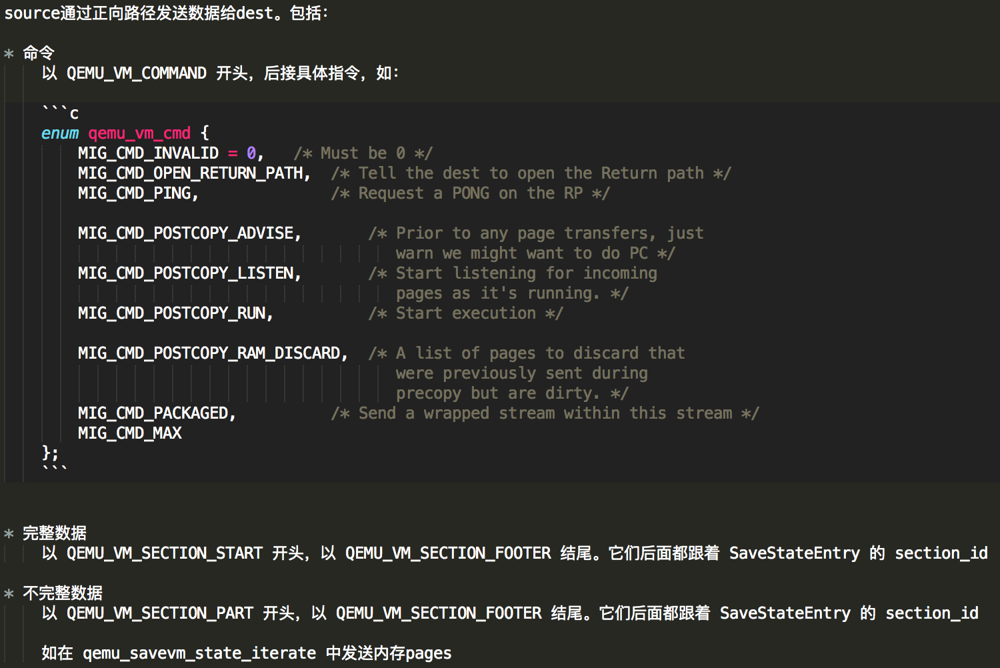 source通过正向路径发送数据给dest。包括：
* 命令
以 QEMU_VM_COMMAND 开头，后接具体指令，如：
```c
enum qemu_vm_cmd {
MIG_CMD_INVALID = 0,   /* Must be 0 */
MIG_CMD_OPEN_RETURN_PATH,  /* Tell the dest to open the Return path */
MIG_CMD_PING,              /* Request a PONG on the RP */
MIG_CMD_POSTCOPY_ADVISE,       /* Prior to any page transfers, just
warn we might want to do PC */
MIG_CMD_POSTCOPY_LISTEN,       /* Start listening for incoming
pages as it's running. */
MIG_CMD_POSTCOPY_RUN,          /* Start execution */
MIG_CMD_POSTCOPY_RAM_DISCARD,  /* A list of pages to discard that
were previously sent during
precopy but are dirty. */
MIG_CMD_PACKAGED,          /* Send a wrapped stream within this stream */
MIG_CMD_MAX
};
```
* 完整数据
以 QEMU_VM_SECTION_START 开头，以 QEMU_VM_SECTION_FOOTER 结尾。它们后面都跟着 SaveStateEntry 的 section_id
* 不完整数据
以 QEMU_VM_SECTION_PART 开头，以 QEMU_VM_SECTION_FOOTER 结尾。它们后面都跟着 SaveStateEntry 的 section_id
如在 qemu_savevm_state_iterate 中发送内存pages